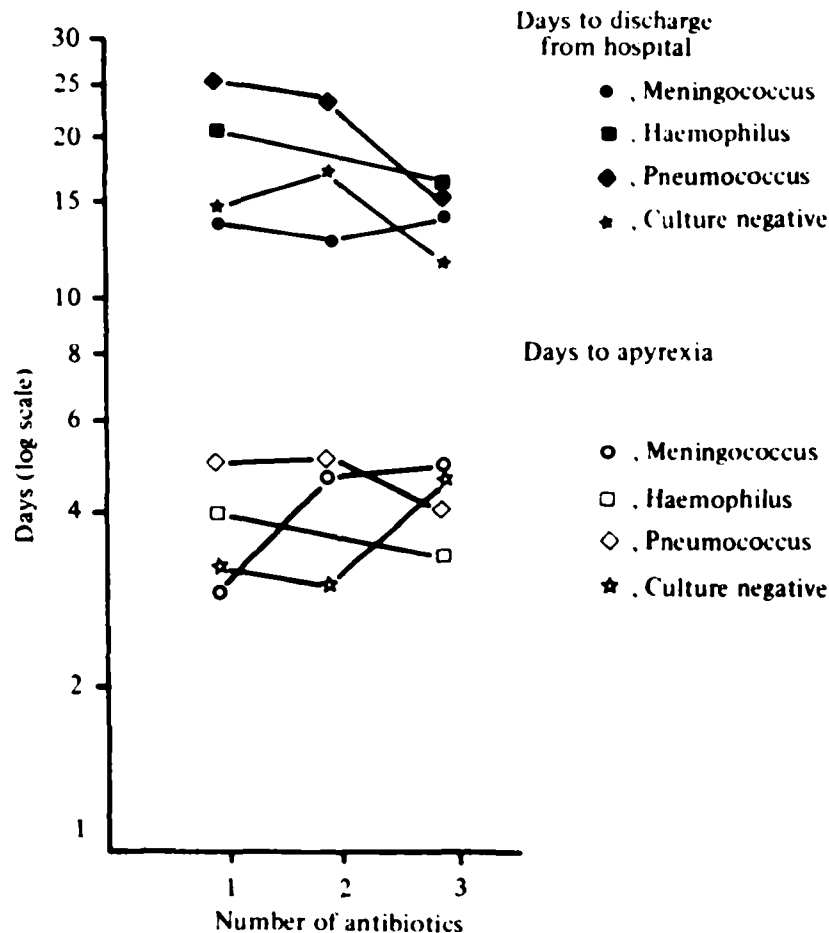 Days to discharge
from hospital
30
25
20
15
10
8
6
4
2
1
Days (log scale)
● , Meningococcus
■ , Haemophilus
◆ , Pneumococcus
★ , Culture negative
Days to apyrexia
○ , Meningococcus
□ , Haemophilus
◇ , Pneumococcus
☆ , Culture negative
1 2 3
Number of antibiotics